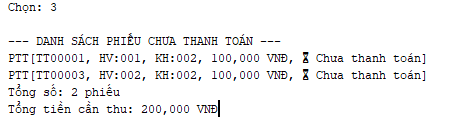 Chọn: 3
--- DANH SÁCH PHIẾU CHƯA THANH TOÁN ---
PTT[TT00001, HV:001, KH:002, 100,000 VNĐ, ⌛ Chưa thanh toán]
PTT[TT00003, HV:002, KH:002, 100,000 VNĐ, ⌛ Chưa thanh toán]
Tổng số: 2 phiếu
Tổng tiền cần thu: 200,000 VNĐ